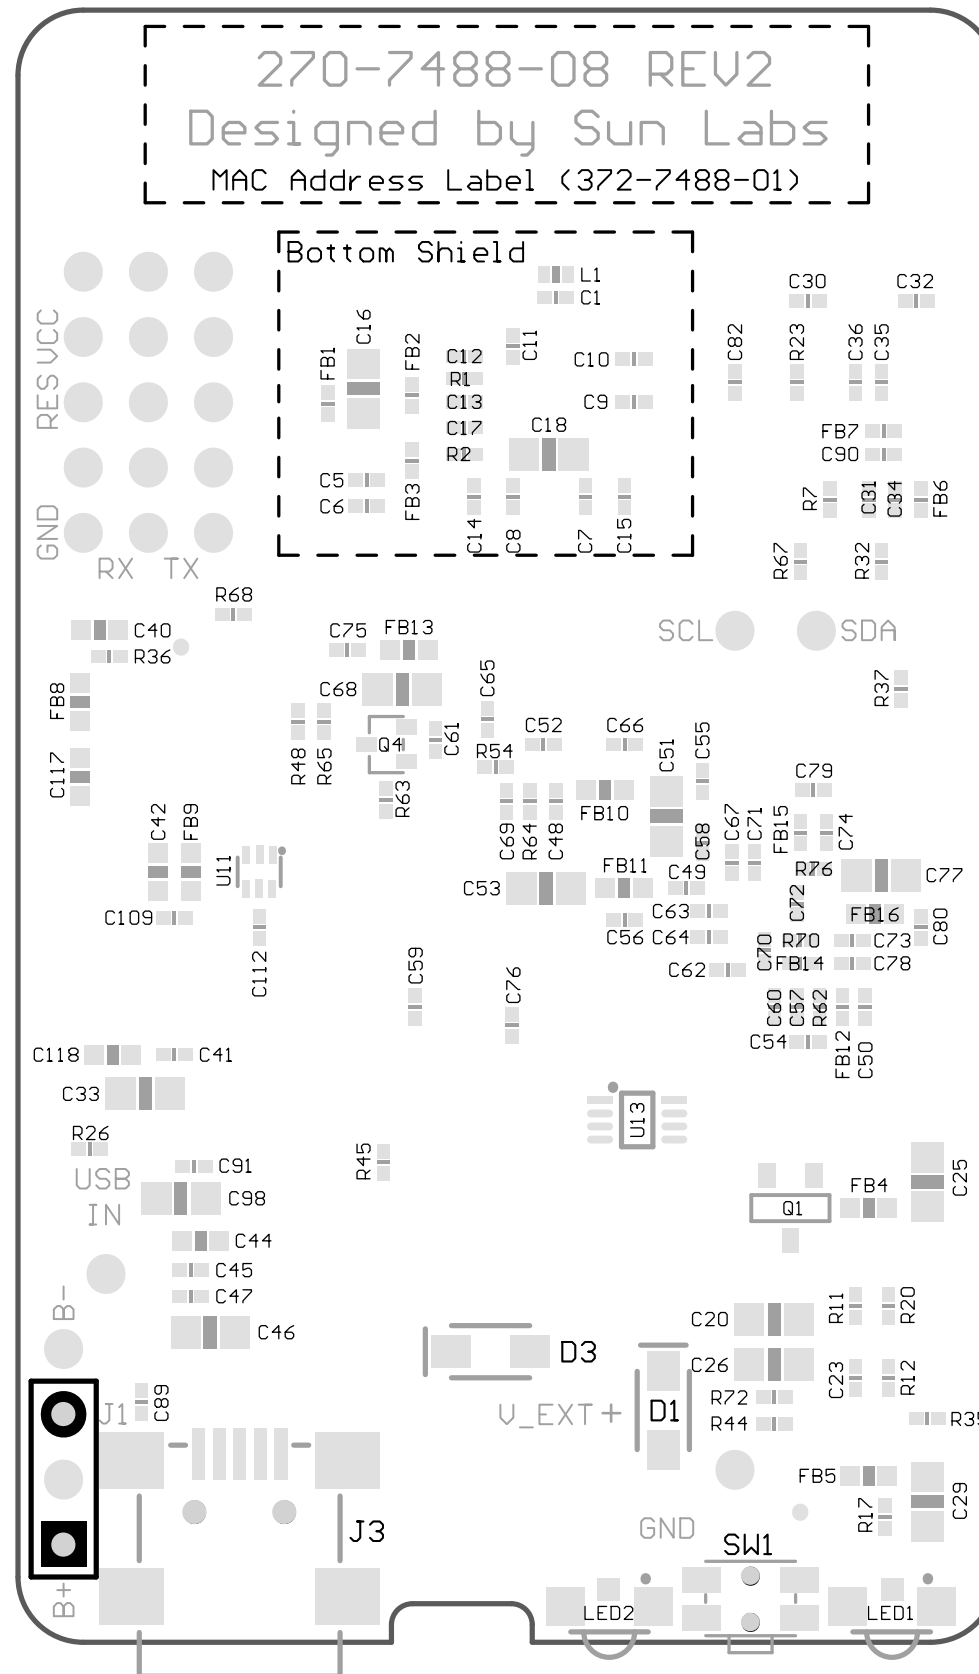 270-7488-08 REV2
Designed by Sun Labs
MAC Address Label (372-7488-01)
Bottom Shield
L1
C1
C30
C32
VCC
FB1
C16
FB2
C12
C11
C10
C82
R23
C36
C35
R1
RES
C13
C9
C17
C18
FB7
R2
C90
C5
C6
FB3
C14
C8
C7
C15
R7
C31
C34
FB6
GND
RX
TX
R67
R32
R68
C40
R36
C75
FB13
SCL
SDA
FB8
C68
C65
R37
R48
R65
Q4
C61
C52
C66
C51
C55
C117
R54
R63
FB10
C79
C42
FB9
C69
R64
C48
C58
C67
C71
FB15
C74
U11
C53
FB11
C49
R76
C77
C109
C56
C63
C72
FB16
C80
C112
C64
C70
R70
C73
C62
FB14
C78
C59
C76
C60
C57
R62
C54
FB12
C50
C118
C41
C33
U13
R26
R45
C91
USB
IN
C98
FB4
C25
Q1
C44
C45
C47
B-
C46
C20
R11
R20
D3
C26
C23
R12
J1
C89
V_EXT+
D1
R72
R44
FB5
C29
R17
GND
J3
SW1
B+
LED2
LED1